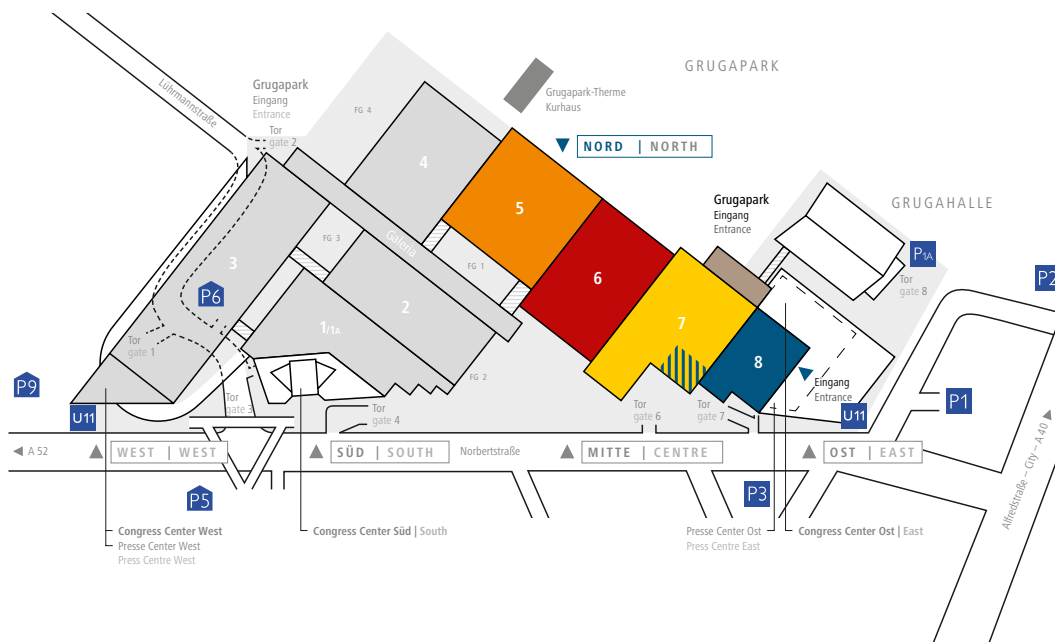 GRUGAPARK
Grugapark
Eingang
Entrance
Grugapark-Therme
Kurhaus
Lührmannstraße
FG 4
Tor
gate 2
NORD | NORTH
4
5
Grugapark
Eingang
Entrance
GRUGAHALLE
3
FG 3
Galeria
FG 1
6
P1A
Tor
gate 8
P2
P6
2
1/1A
7
8
Tor
gate 1
FG 2
Eingang
Entrance
P9
U11
Tor
gate 3
Tor
gate 4
Tor
gate 6
Tor
gate 7
U11
P1
A 52
WEST | WEST
SÜD | SOUTH
Norbertstraße
MITTE | CENTRE
OST | EAST
Alfredstraße – City – A 40
P5
P3
Congress Center West
Presse Center West
Press Centre West
Congress Center Süd | South
Presse Center Ost
Press Centre East
Congress Center Ost | East